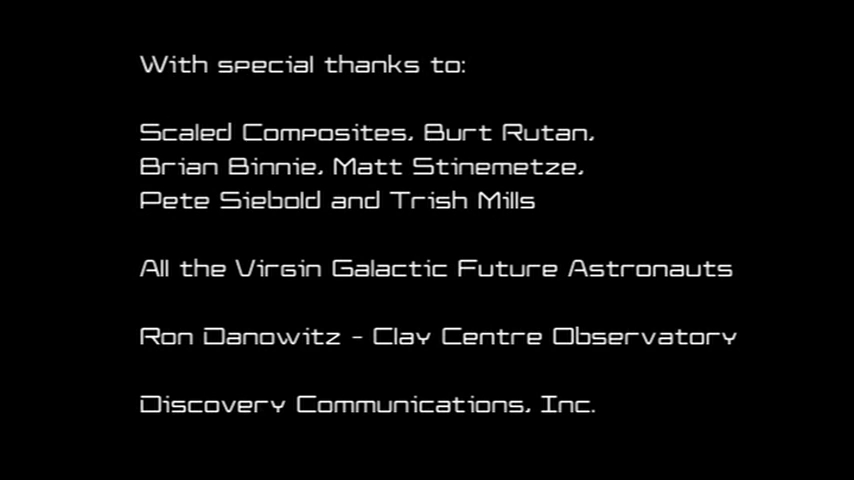 With special thanks to:
Scaled Composites, Burt Rutan,
Brian Binnie, Matt Stinemetze,
Pete Siebold and Trish Mills
All the Virgin Galactic Future Astronauts
Ron Danowitz - Clay Centre Observatory
Discovery Communications, Inc.